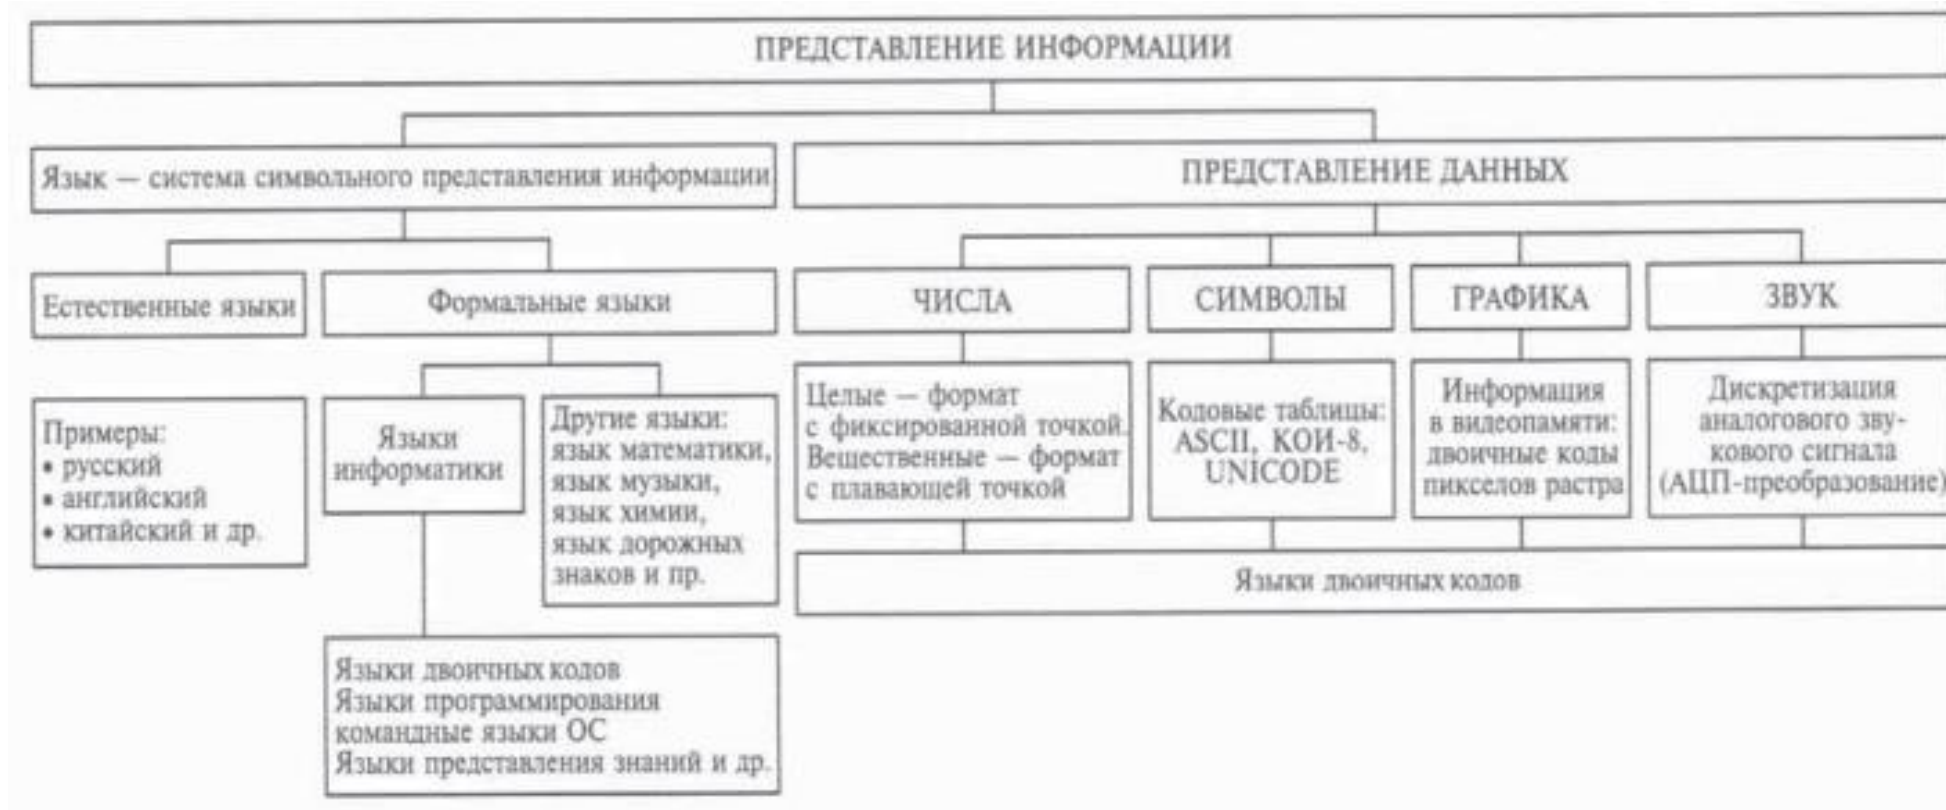 ПРЕДСТАВЛЕНИЕ ИНФОРМАЦИИ
Язык — система символьного представления информации
ПРЕДСТАВЛЕНИЕ ДАННЫХ
Естественные языки
Формальные языки
ЧИСЛА
СИМВОЛЫ
ГРАФИКА
ЗВУК
Примеры:
• русский
• английский
• китайский и др.
Языки
информатики
Другие языки:
язык математики,
язык музыки,
язык химии,
язык дорожных
знаков и пр.
Целые — формат
с фиксированной точкой.
Вещественные — формат
с плавающей точкой
Кодовые таблицы:
ASCII, КОИ-8,
UNICODE
Информация
в видеопамяти:
двоичные коды
пикселов растра
Дискретизация
аналогового зву-
кового сигнала
(АЦП-преобразование)
Языки двоичных кодов
Языки двоичных кодов
Языки программирования
командные языки ОС
Языки представления знаний и др.